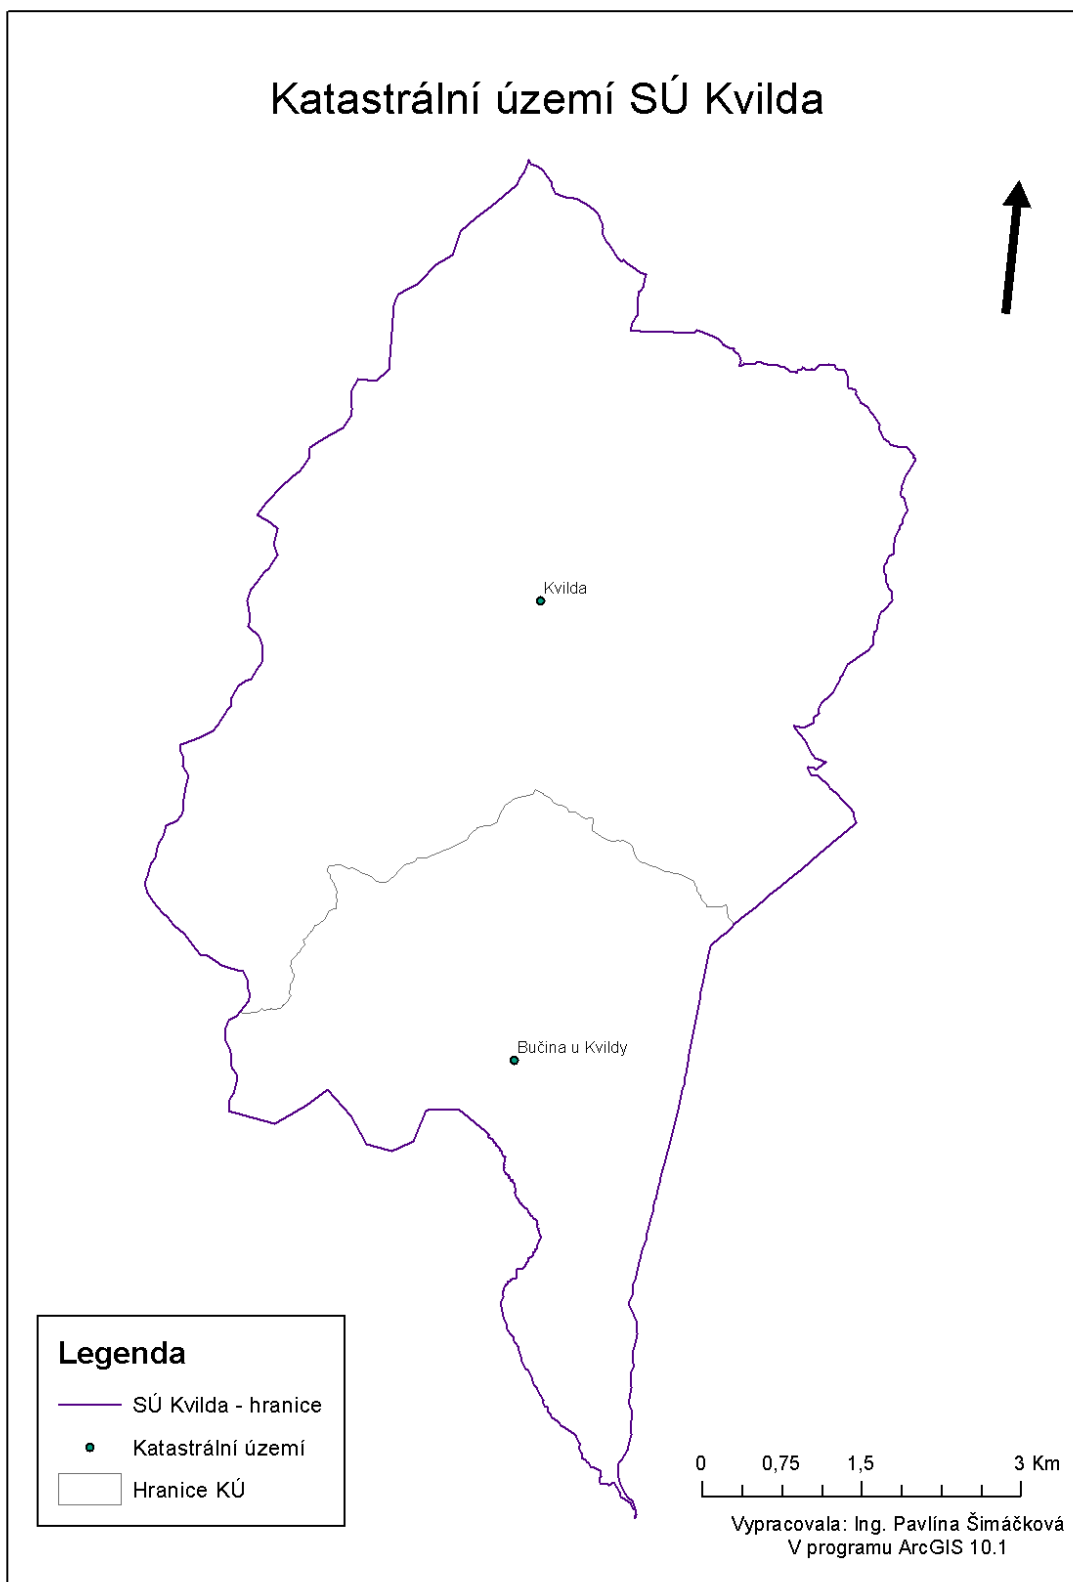 Katastrální území SÚ Kvilda
Kvilda
Bučina u Kvildy
Legenda
SÚ Kvilda - hranice
Katastrální území
Hranice KÚ
0 0,75 1,5 3 Km
Vypracovala: Ing. Pavlína Šimáčková
V programu ArcGIS 10.1